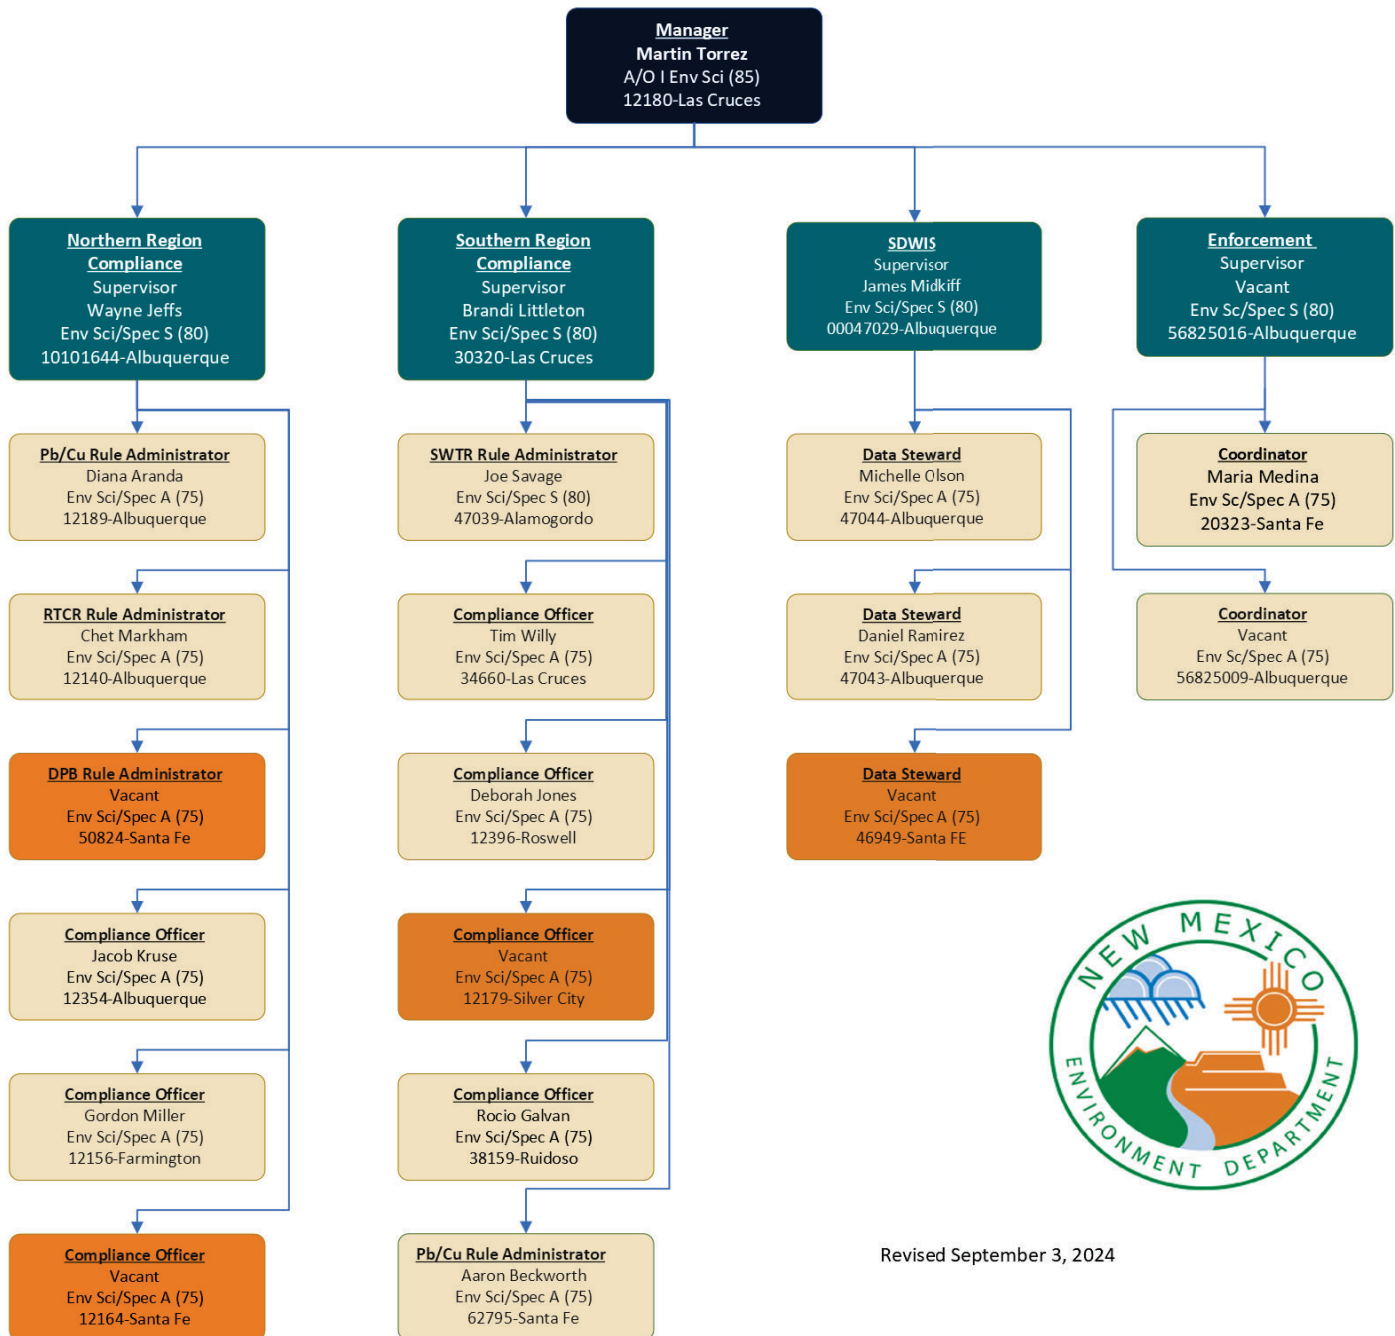 Manager
Martin Torrez
A/O I Env Sci (85)
12180-Las Cruces
Northern Region
Compliance
Supervisor
Wayne Jeffs
Env Sci/Spec S (80)
10101644-Albuquerque
Southern Region
Compliance
Supervisor
Brandi Littleton
Env Sci/Spec S (80)
30320-Las Cruces
SDWIS
Supervisor
James Midkiff
Env Sci/Spec S (80)
00047029-Albuquerque
Enforcement
Supervisor
Vacant
Env Sc/Spec S (80)
56825016-Albuquerque
Pb/Cu Rule Administrator
Diana Aranda
Env Sci/Spec A (75)
12189-Albuquerque
SWTR Rule Administrator
Joe Savage
Env Sci/Spec S (80)
47039-Alamogordo
Data Steward
Michelle Olson
Env Sci/Spec A (75)
47044-Albuquerque
Coordinator
Maria Medina
Env Sc/Spec A (75)
20323-Santa Fe
RTCR Rule Administrator
Chet Markham
Env Sci/Spec A (75)
12140-Albuquerque
Compliance Officer
Tim Willy
Env Sci/Spec A (75)
34660-Las Cruces
Data Steward
Daniel Ramirez
Env Sci/Spec A (75)
47043-Albuquerque
Coordinator
Vacant
Env Sc/Spec A (75)
56825009-Albuquerque
DPB Rule Administrator
Vacant
Env Sci/Spec A (75)
50824-Santa Fe
Compliance Officer
Deborah Jones
Env Sci/Spec A (75)
12396-Roswell
Data Steward
Vacant
Env Sci/Spec A (75)
46949-Santa FE
Compliance Officer
Jacob Kruse
Env Sci/Spec A (75)
12354-Albuquerque
Compliance Officer
Vacant
Env Sci/Spec A (75)
12179-Silver City
NEW MEXICO
ENVIRONMENT DEPARTMENT
Compliance Officer
Gordon Miller
Env Sci/Spec A (75)
12156-Farmington
Compliance Officer
Rocio Galvan
Env Sci/Spec A (75)
38159-Ruidoso
Compliance Officer
Vacant
Env Sci/Spec A (75)
12164-Santa Fe
Pb/Cu Rule Administrator
Aaron Beckworth
Env Sci/Spec A (75)
62795-Santa Fe
Revised September 3, 2024